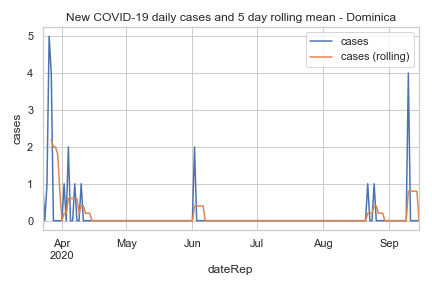 New COVID-19 daily cases and 5 day rolling mean - Dominica
cases
cases (rolling)
5
4
3
2
1
0
cases
Apr
2020
May
Jun
Jul
Aug
Sep
dateRep